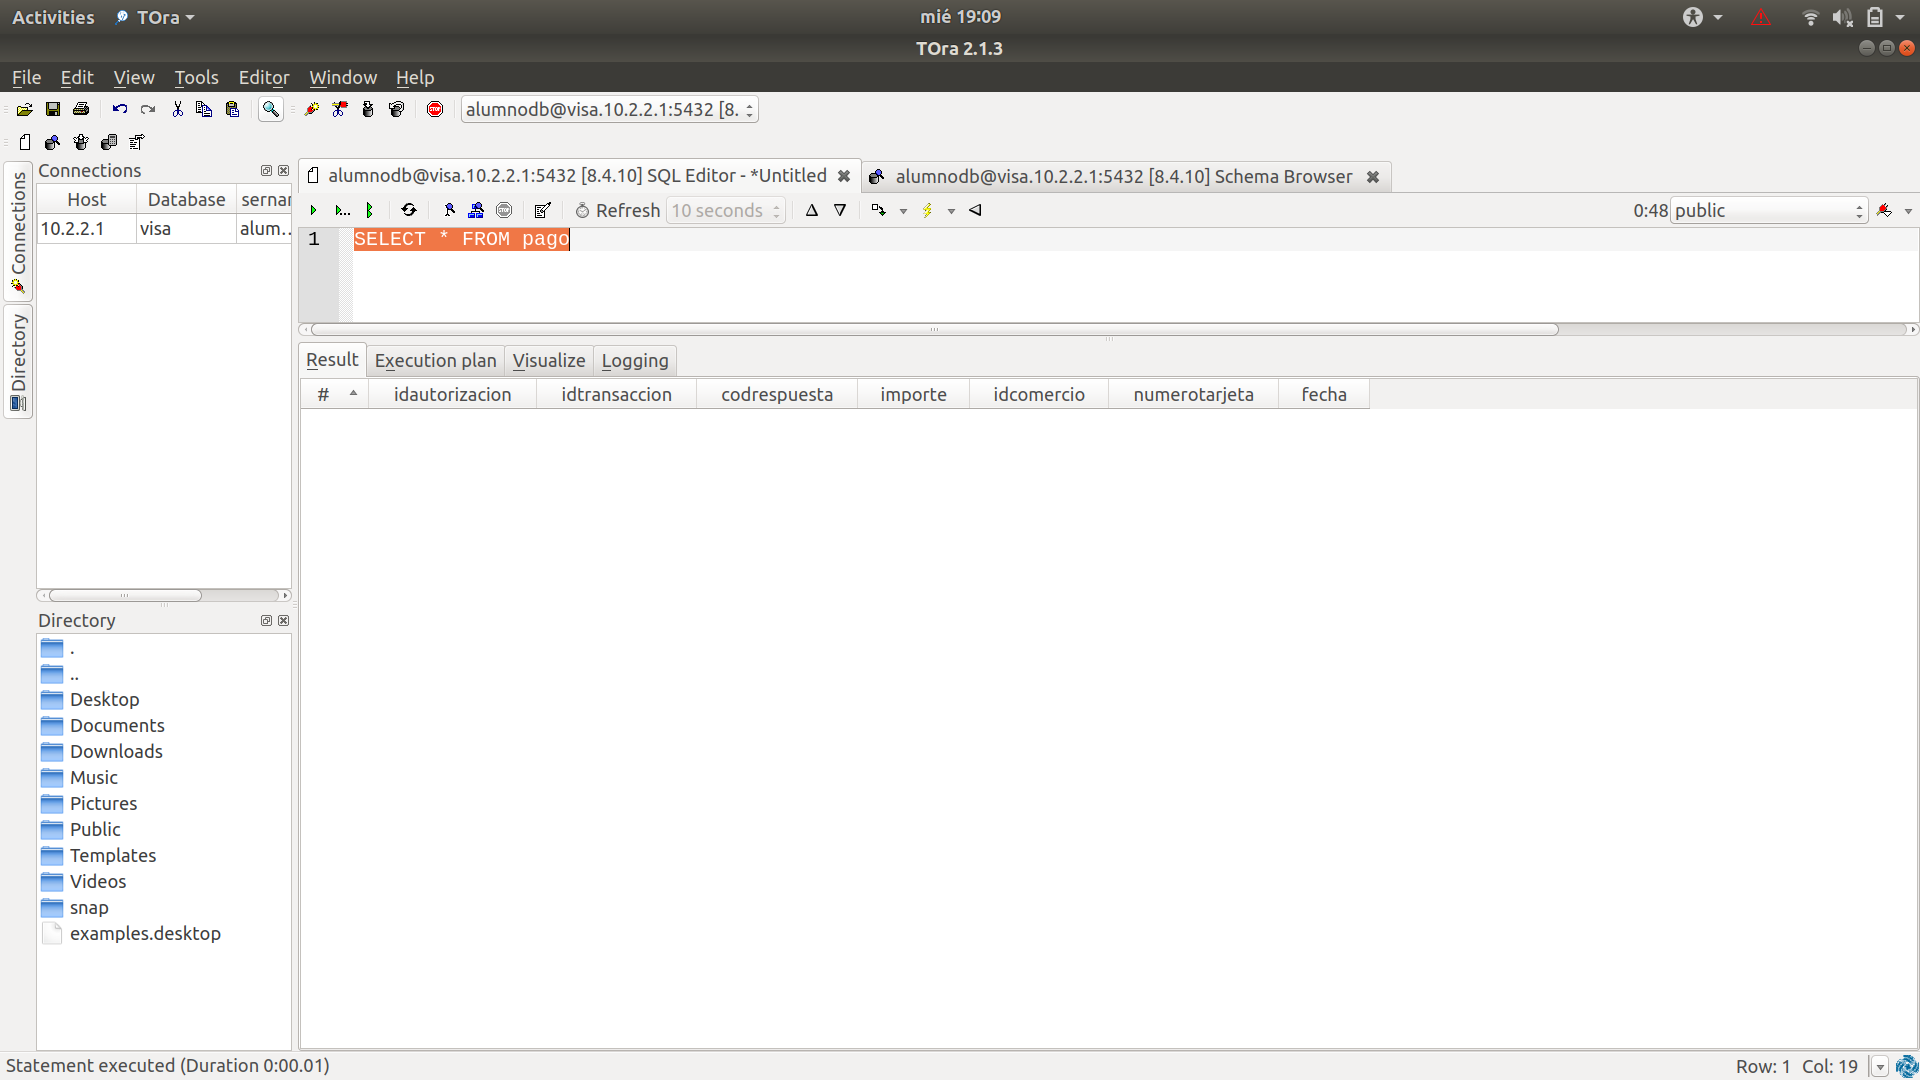 Activities TOra mié 19:09
TOra 2.1.3
File Edit View Tools Editor Window Help
alumnodb@visa.10.2.2.1:5432 [8.
Connections
Directory
Connections
Host Database sernar
10.2.2.1 visa alum..
alumnodb@visa.10.2.2.1:5432 [8.4.10] SQL Editor - *Untitled
alumnodb@visa.10.2.2.1:5432 [8.4.10] Schema Browser
Refresh 10 seconds 0:48 public
1 SELECT * FROM pago
Result Execution plan Visualize Logging
# idautorizacion idtransaccion codrespuesta importe idcomercio numerotarjeta fecha
Directory
.
..
Desktop
Documents
Downloads
Music
Pictures
Public
Templates
Videos
snap
examples.desktop
Statement executed (Duration 0:00.01) Row: 1 Col: 19